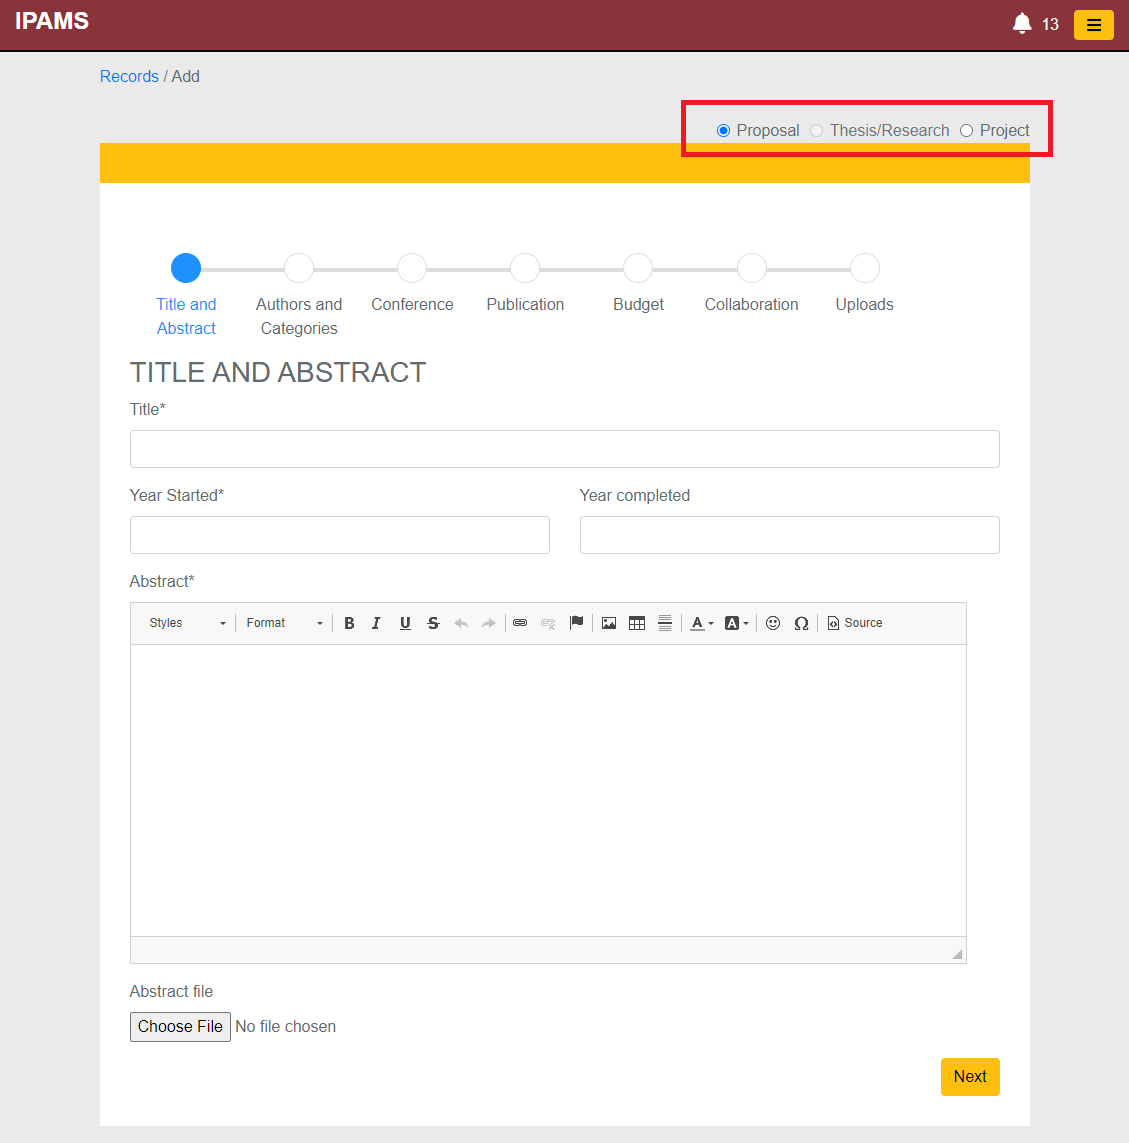 IPAMS
13
Records / Add
Proposal Thesis/Research Project
Title and Abstract
Authors and Categories
Conference
Publication
Budget
Collaboration
Uploads
TITLE AND ABSTRACT
Title*
Year Started* Year completed
Abstract*
Styles Format B I U S A A Ω Source
Abstract file
Choose File No file chosen
Next